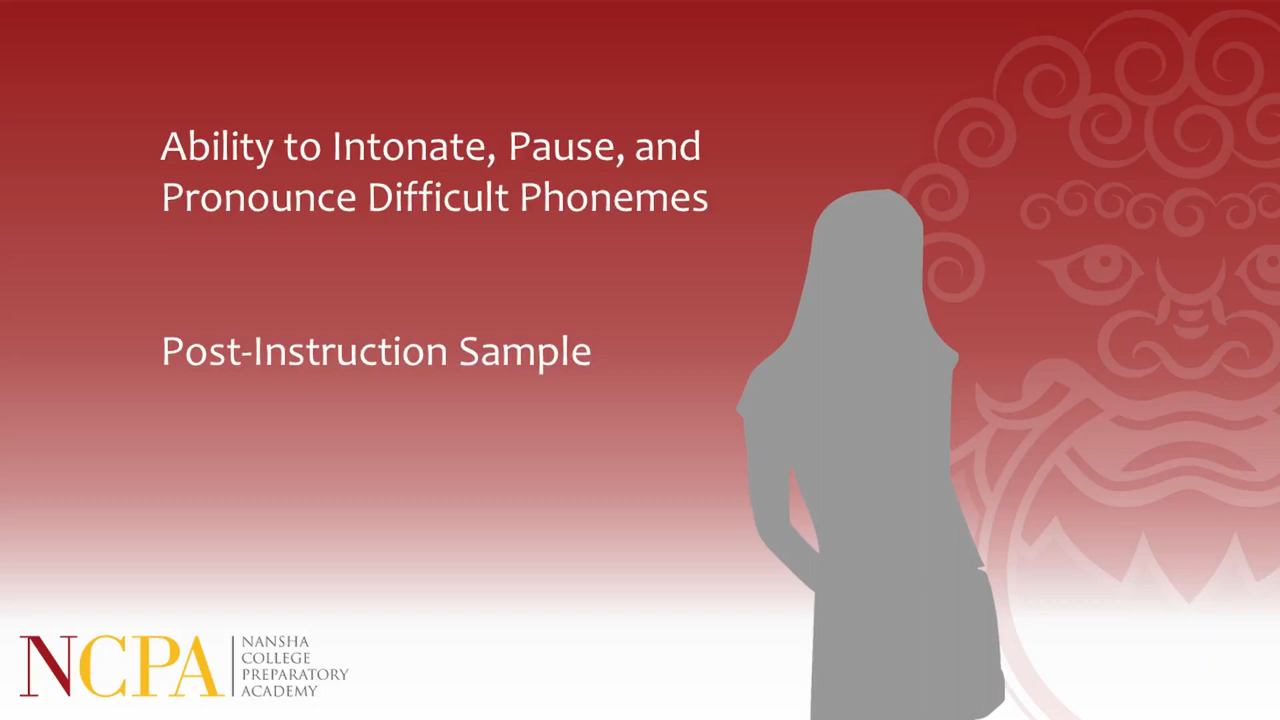 Ability to Intonate, Pause, and
Pronounce Difficult Phonemes
Post-Instruction Sample
NCPA
NANSHA
COLLEGE
PREPARATORY
ACADEMY